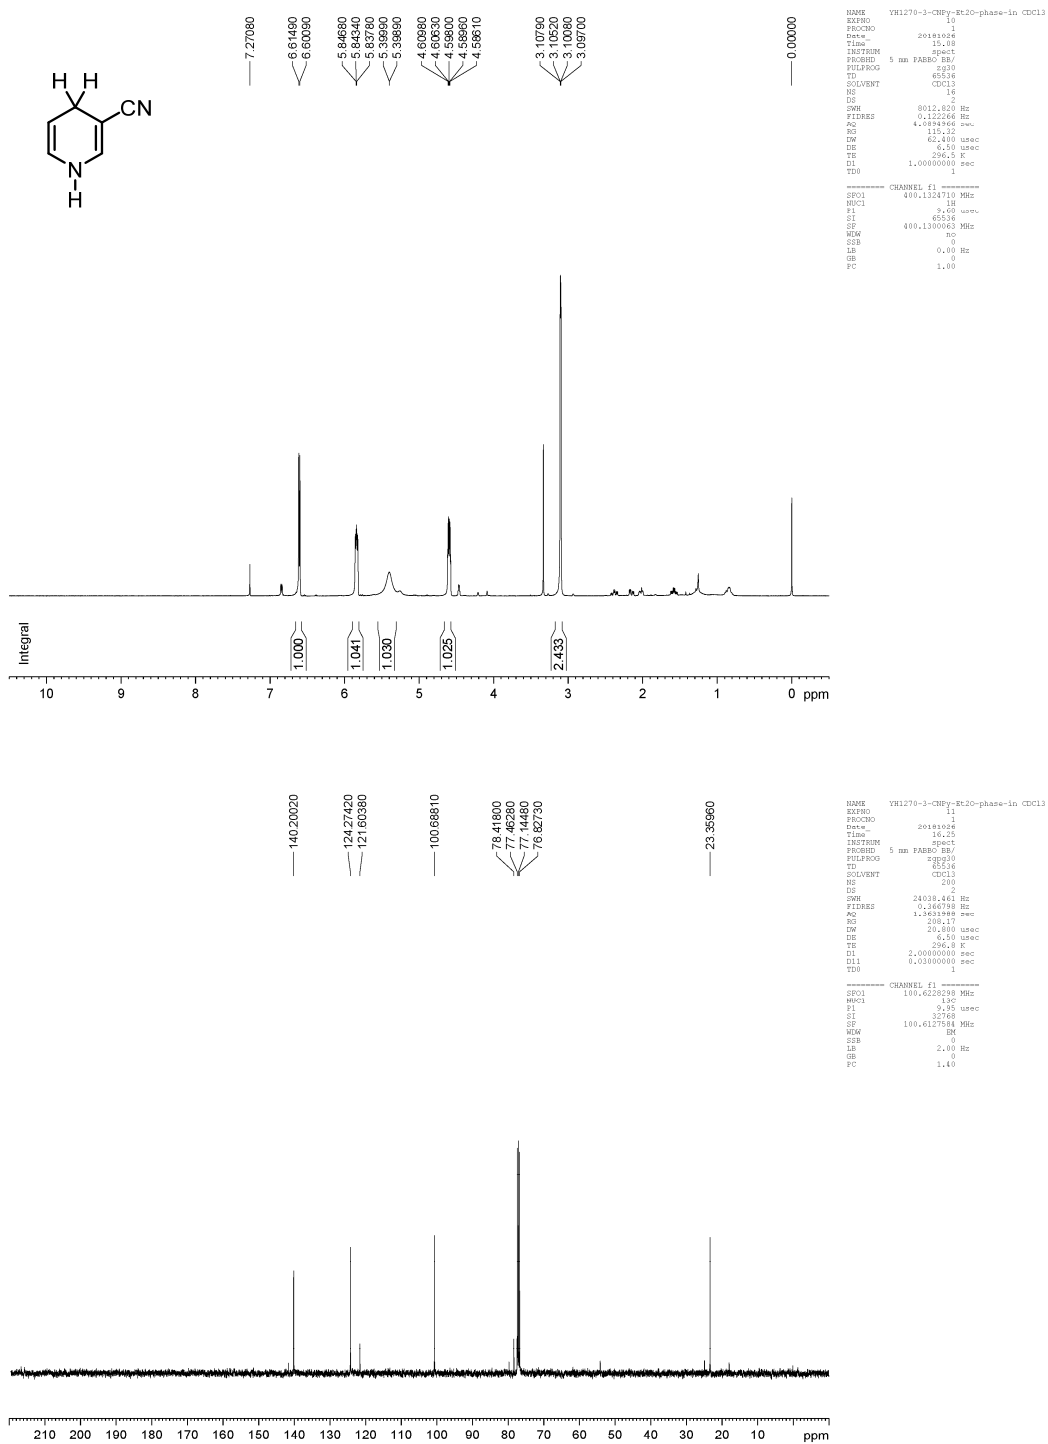 7.27080
6.61490
6.60090
5.84680
5.84340
5.83780
5.39990
5.39890
4.60980
4.60630
4.59800
4.58960
4.58610
3.10790
3.10520
3.10080
3.09700
0.00000
H H
CN
N
H
NAME YH1270-3-CNPy-Et2O-phase-in CDCl3
EXPNO 10
PROCNO 1
Date_ 20181026
Time 15.08
INSTRUM spect
PROBHD 5 mm PABBO BB/
PULPROG zg30
TD 65536
SOLVENT CDCl3
NS 16
DS 2
SWH 8012.820 Hz
FIDRES 0.122266 Hz
AQ 4.0894966 sec
RG 115.32
DW 62.400 usec
DE 6.50 usec
TE 296.5 K
D1 1.00000000 sec
TD0 1
======== CHANNEL f1 ========
SFO1 400.1324710 MHz
NUC1 1H
P1 9.60 usec
SI 65536
SF 400.1300063 MHz
WDW no
SSB 0
LB 0.00 Hz
GB 0
PC 1.00
Integral
1.000
1.041
1.030
1.025
2.433
10 9 8 7 6 5 4 3 2 1 0 ppm
140.20020
124.27420
121.60380
100.68810
78.41800
77.46280
77.14480
76.82730
23.35960
NAME YH1270-3-CNPy-Et2O-phase-in CDCl3
EXPNO 11
PROCNO 1
Date_ 20181026
Time 16.25
INSTRUM spect
PROBHD 5 mm PABBO BB/
PULPROG zgpg30
TD 65536
SOLVENT CDCl3
NS 200
DS 2
SWH 24038.461 Hz
FIDRES 0.366798 Hz
AQ 1.3631988 sec
RG 208.17
DW 20.800 usec
DE 6.50 usec
TE 296.8 K
D1 2.00000000 sec
D11 0.03000000 sec
TD0 1
======== CHANNEL f1 ========
SFO1 100.6228298 MHz
NUC1 13C
P1 9.95 usec
SI 32768
SF 100.6127584 MHz
WDW EM
SSB 0
LB 2.00 Hz
GB 0
PC 1.40
210 200 190 180 170 160 150 140 130 120 110 100 90 80 70 60 50 40 30 20 10 ppm